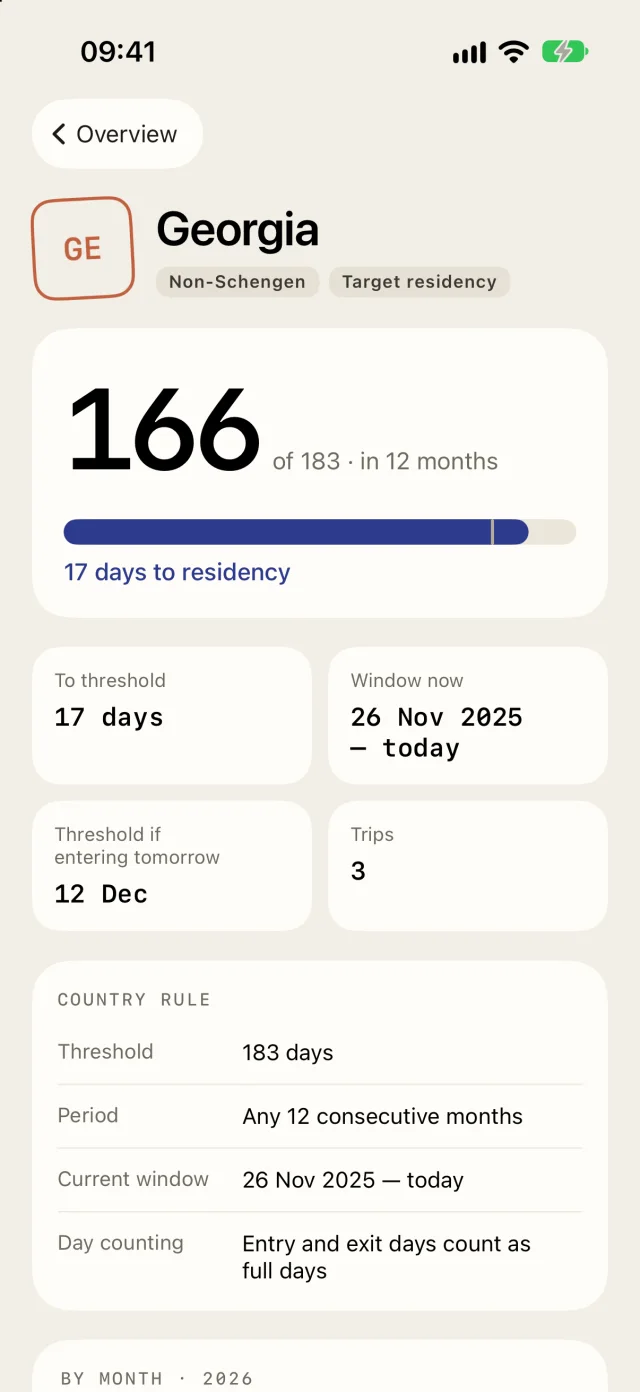 09:41
Overview
GE
Georgia
Non-Schengen
Target residency
166 of 183 · in 12 months
17 days to residency
To threshold
17 days
Window now
26 Nov 2025
— today
Threshold if
entering tomorrow
12 Dec
Trips
3
COUNTRY RULE
Threshold
183 days
Period
Any 12 consecutive months
Current window
26 Nov 2025 — today
Day counting
Entry and exit days count as
full days
BY MONTH · 2026